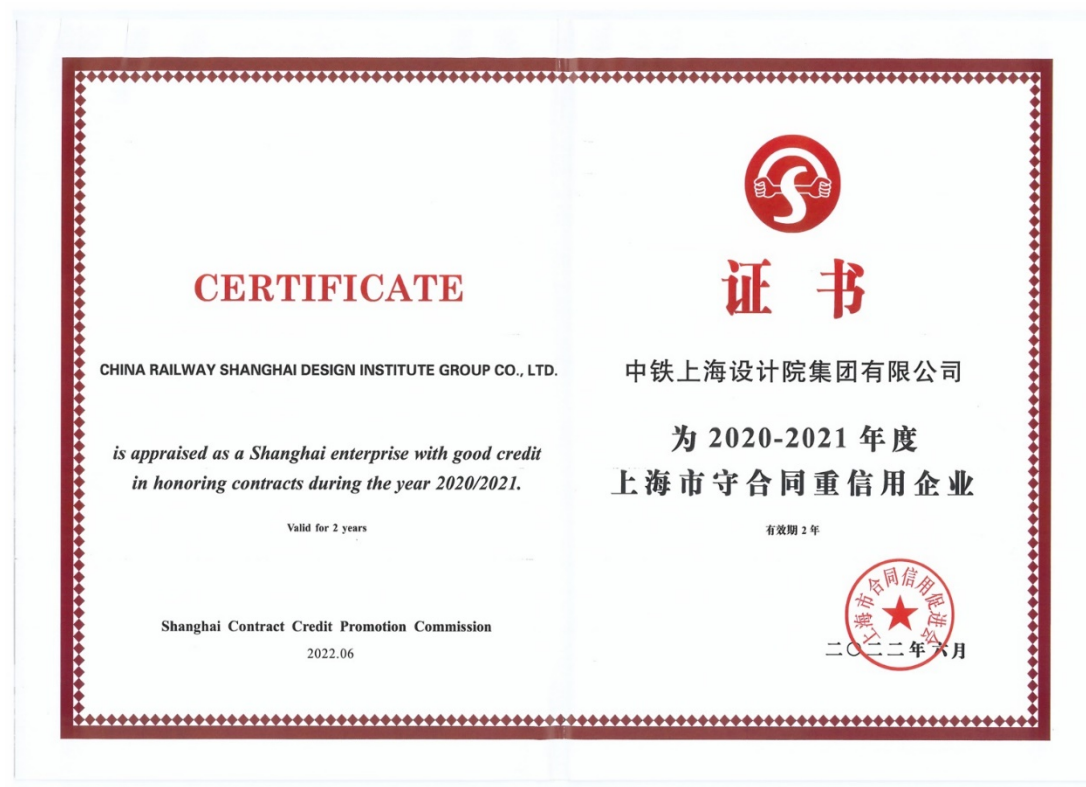 CERTIFICATE
CHINA RAILWAY SHANGHAI DESIGN INSTITUTE GROUP CO., LTD.
is appraised as a Shanghai enterprise with good credit
in honoring contracts during the year 2020/2021.
Valid for 2 years
Shanghai Contract Credit Promotion Commission
2022.06
证书
中铁上海设计院集团有限公司
为 2020-2021 年度
上海市守合同重信用企业
有效期 2 年
上海市合同信用促进会
二〇二二年六月